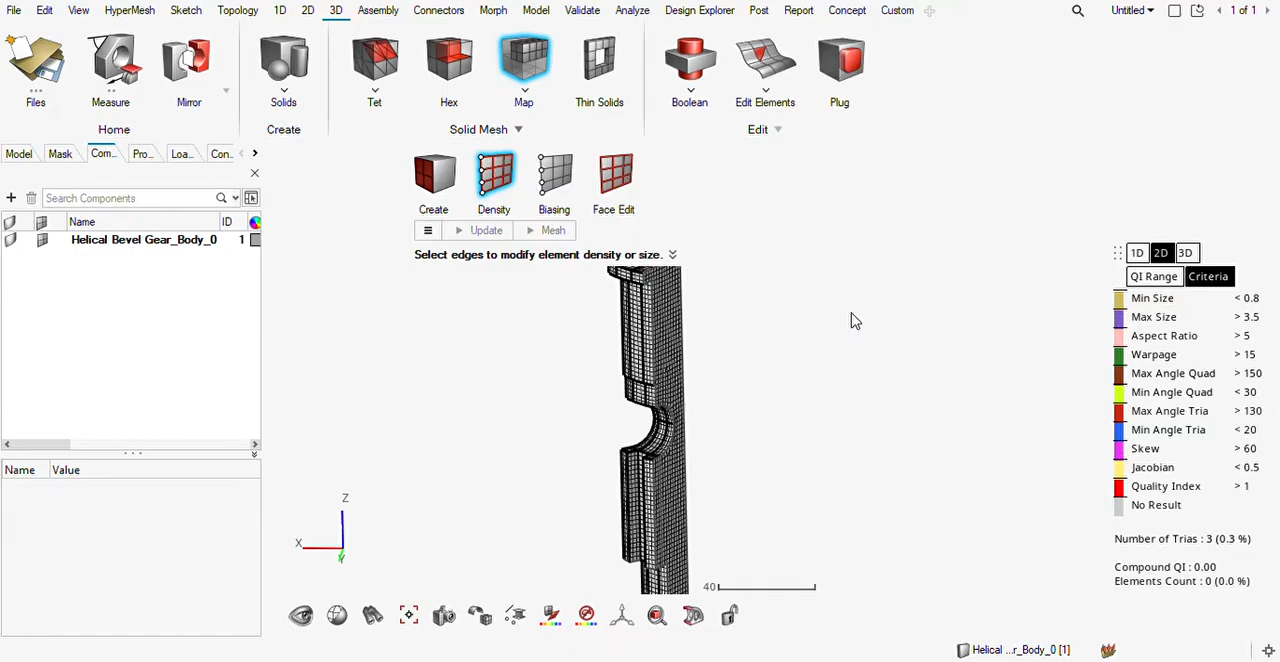 File Edit View HyperMesh Sketch Topology 1D 2D 3D Assembly Connectors Morph Model Validate Analyze Design Explorer Post Report Concept Custom Untitled 1 of 1
Files Measure Mirror Solids Tet Hex Map Thin Solids Boolean Edit Elements Plug
Home Create Solid Mesh Edit
Model Mask Com... Pro... Loa... Con...
Search Components
Name ID
Helical Bevel Gear_Body_0 1
Name Value
Create Density Biasing Face Edit
Update Mesh
Select edges to modify element density or size.
Z
X
Y
40
1D 2D 3D
QI Range Criteria
Min Size < 0.8
Max Size > 3.5
Aspect Ratio > 5
Warpage > 15
Max Angle Quad > 150
Min Angle Quad < 30
Max Angle Tria > 130
Min Angle Tria < 20
Skew > 60
Jacobian < 0.5
Quality Index > 1
No Result
Number of Trias : 3 (0.3 %)
Compound QI : 0.00
Elements Count : 0 (0.0 %)
Helical ...r_Body_0 [1]